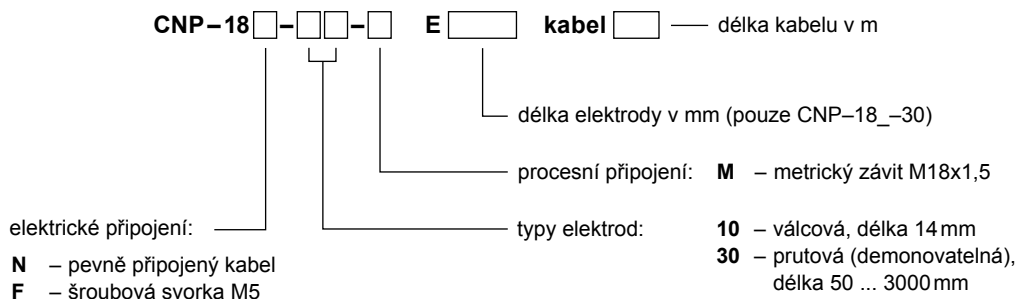 CNP–18 – – E kabel délka kabelu v m
délka elektrody v mm (pouze CNP–18_–30)
procesní připojení: M – metrický závit M18x1,5
elektrické připojení:
N – pevně připojený kabel
F – šroubová svorka M5
typy elektrod: 10 – válcová, délka 14 mm
30 – prutová (demonovatelná),
délka 50 ... 3000 mm